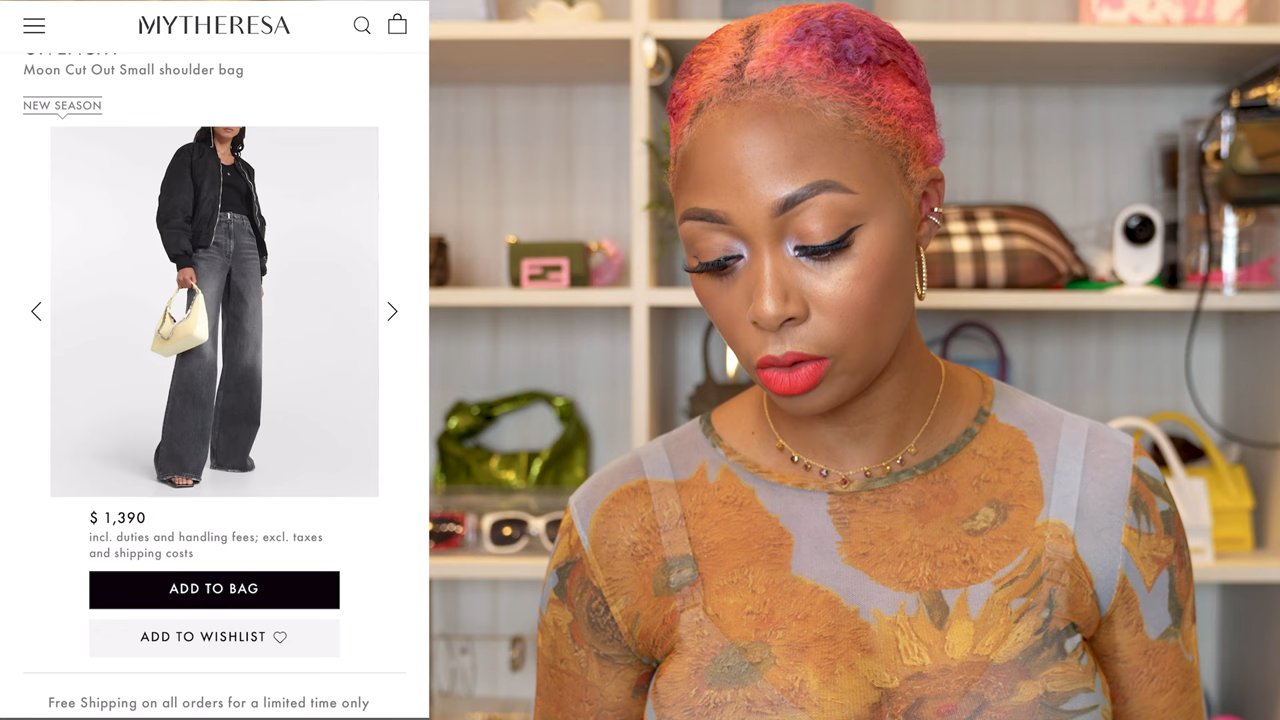 MYTHERESA
Moon Cut Out Small shoulder bag
NEW SEASON
$ 1,390
incl. duties and handling fees; excl. taxes
and shipping costs
ADD TO BAG
ADD TO WISHLIST
Free Shipping on all orders for a limited time only